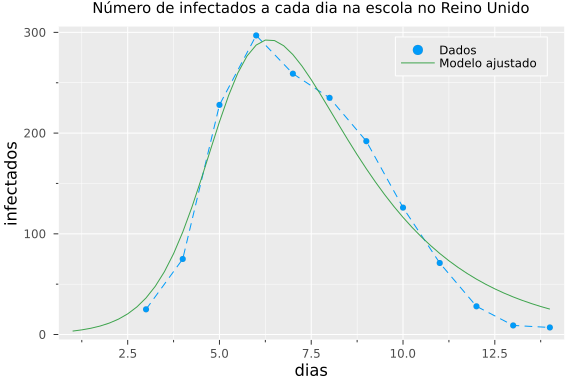 Número de infectados a cada dia na escola no Reino Unido
Dados
Modelo ajustado
infectados
300
200
100
0
2.5
5.0
7.5
10.0
12.5
dias